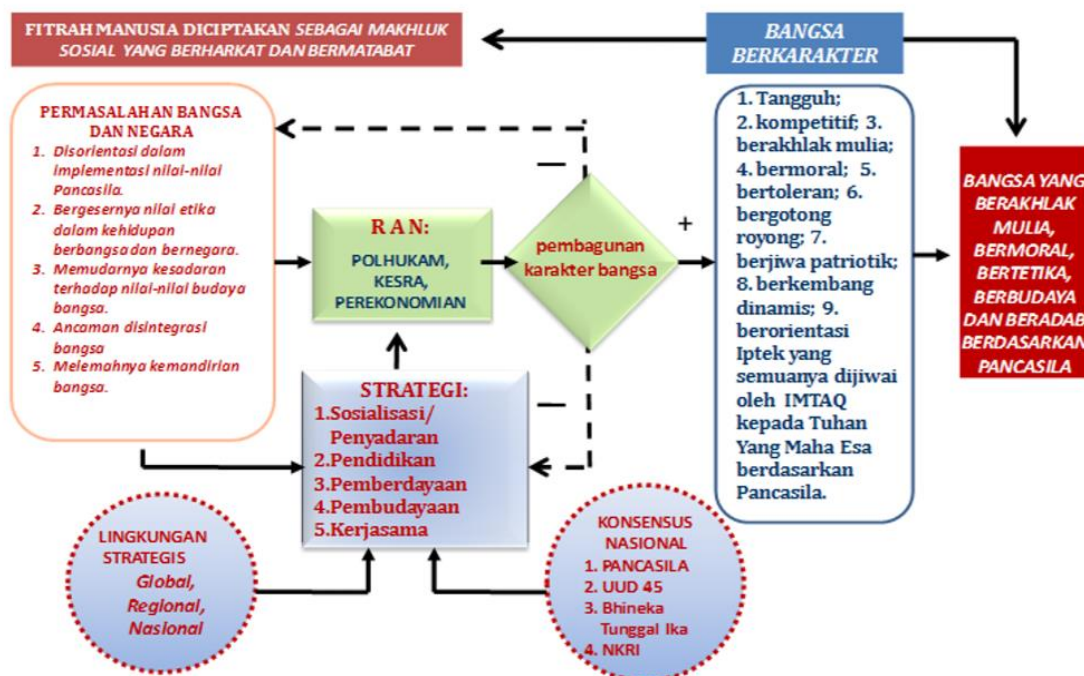 FITRAH MANUSIA DICIPTAKAN SEBAGAI MAKHLUK
SOSIAL YANG BERHARKAT DAN BERMATABAT
BANGSA
BERKARAKTER
PERMASALAHAN BANGSA
DAN NEGARA
1. Disorientasi dalam
implementasi nilai-nilai
Pancasila.
2. Bergesernya nilai etika
dalam kehidupan
berbangsa dan bernegara.
3. Memudarnya kesadaran
terhadap nilai-nilai budaya
bangsa.
4. Ancaman disintegrasi
bangsa
5. Melemahnya kemandirian
bangsa.
R A N:
POLHUKAM,
KESRA,
PEREKONOMIAN
—
pembagunan
karakter bangsa
+
—
1. Tangguh;
2. kompetitif; 3.
berakhlak mulia;
4. bermoral; 5.
bertoleran; 6.
bergotong
royong; 7.
berjiwa patriotik;
8. berkembang
dinamis; 9.
berorientasi
Iptek yang
semuanya dijiwai
oleh IMTAQ
kepada Tuhan
Yang Maha Esa
berdasarkan
Pancasila.
BANGSA YANG
BERAKHLAK
MULIA,
BERMORAL,
BERTETIKA,
BERBUDAYA
DAN BERADAB
BERDASARKAN
PANCASILA
STRATEGI:
1.Sosialisasi/
Penyadaran
2.Pendidikan
3.Pemberdayaan
4.Pembudayaan
5.Kerjasama
LINGKUNGAN
STRATEGIS
Global,
Regional,
Nasional
KONSENSUS
NASIONAL
1. PANCASILA
2. UUD 45
3. Bhineka
Tunggal Ika
4. NKRI